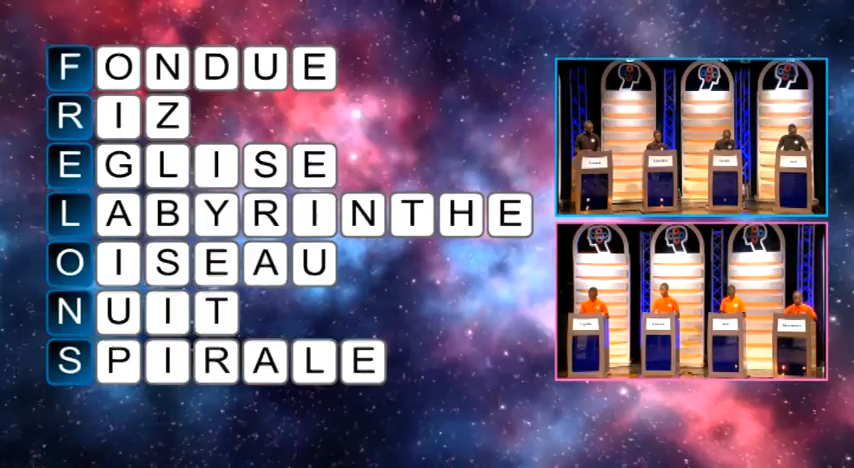 FONDUE
RIZ
EGLISE
LABYRINTHE
OISEAU
NUIT
SPIRALE